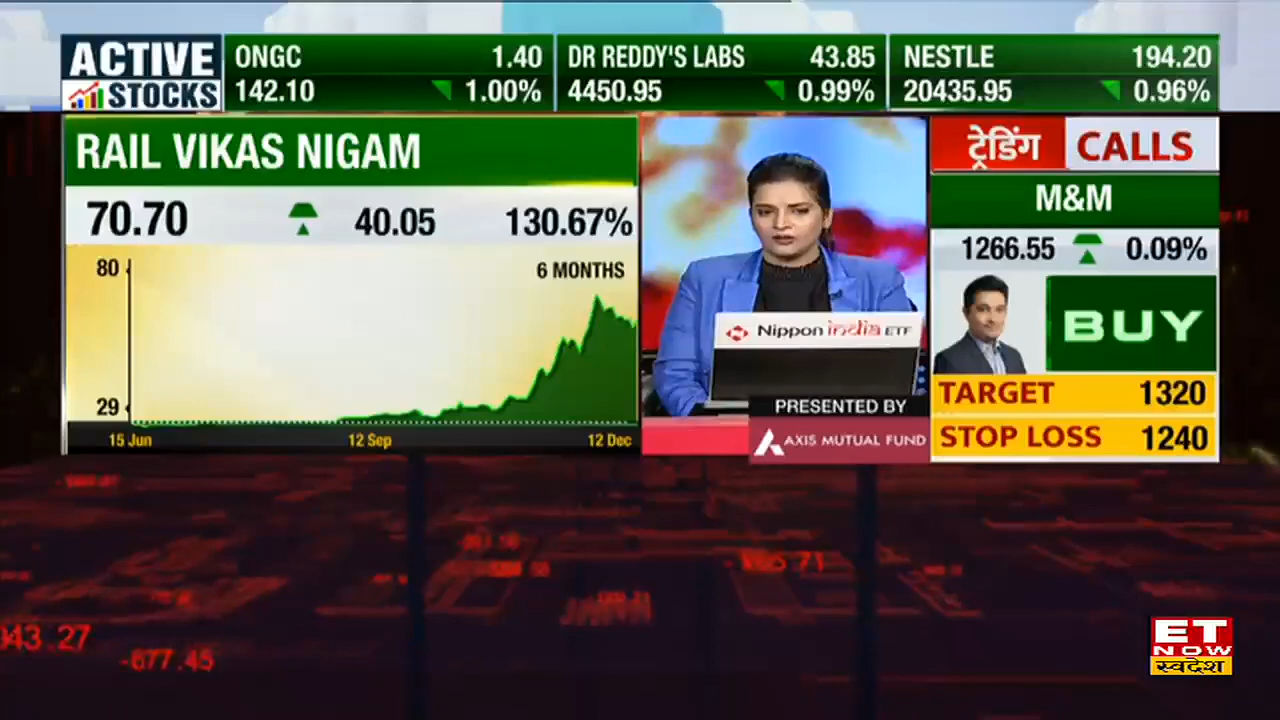 ACTIVE STOCKS
ONGC 1.40
142.10 1.00%
DR REDDY'S LABS 43.85
4450.95 0.99%
NESTLE 194.20
20435.95 0.96%
RAIL VIKAS NIGAM
70.70 40.05 130.67%
6 MONTHS
80
29
15 Jun 12 Sep 12 Dec
Nippon india ETF
PRESENTED BY
AXIS MUTUAL FUND
ट्रेडिंग CALLS
M&M
1266.55 0.09%
BUY
TARGET 1320
STOP LOSS 1240
943.27
-677.45
ET
NOW
स्वदेश